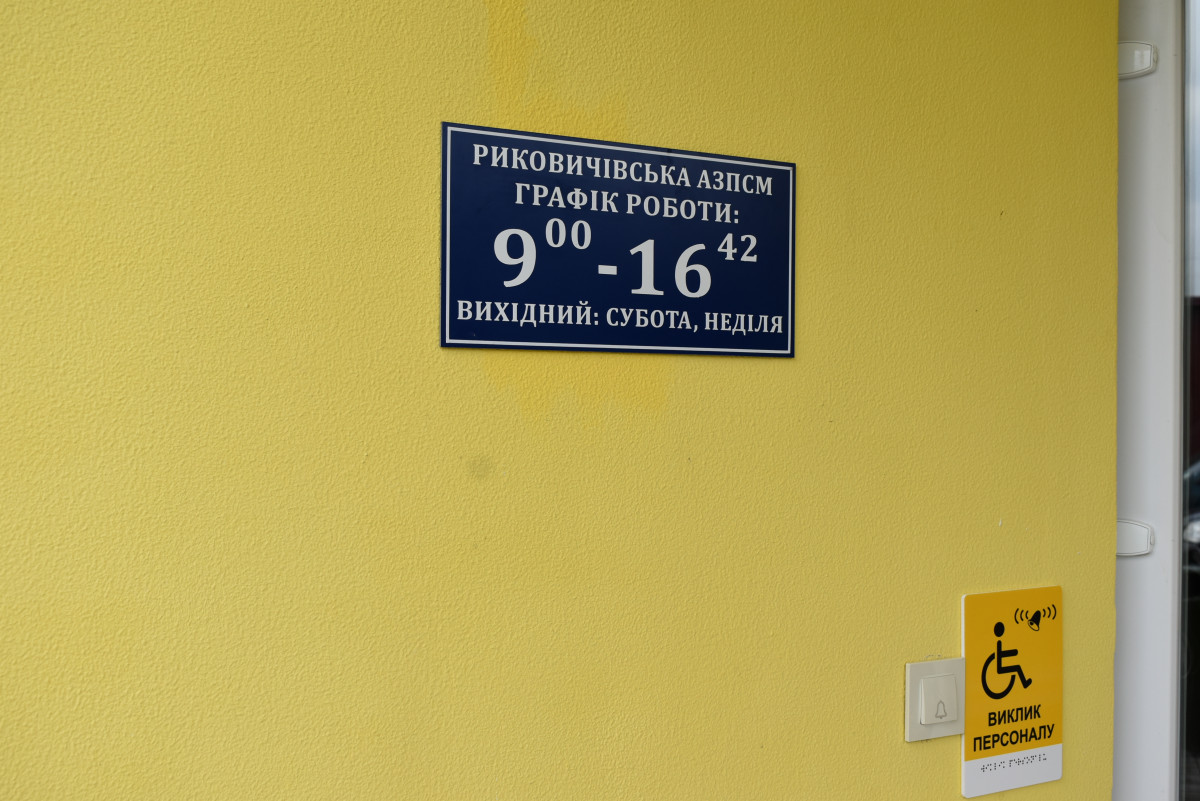 РИКОВИЧІВСЬКА АЗПСМ
ГРАФІК РОБОТИ:
9⁰⁰ - 16⁴²
ВИХІДНИЙ: СУБОТА, НЕДІЛЯ
ВИКЛИК
ПЕРСОНАЛУ